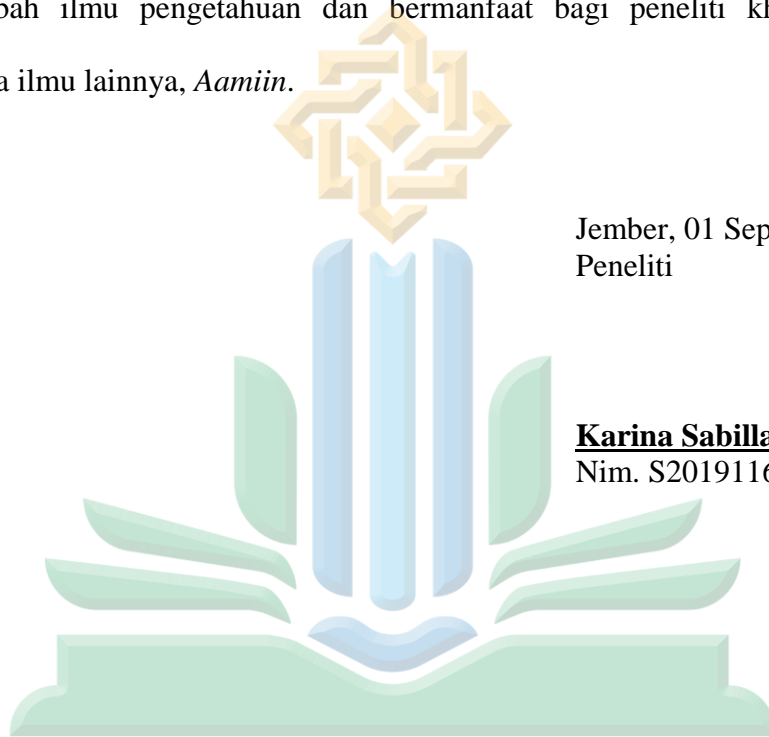 bah ilmu pengetahuan dan bermanfaat bagi peneliti kh
a ilmu lainnya, Aamiin.
Jember, 01 Sep
Peneliti
Karina Sabilla
Nim. S2019116